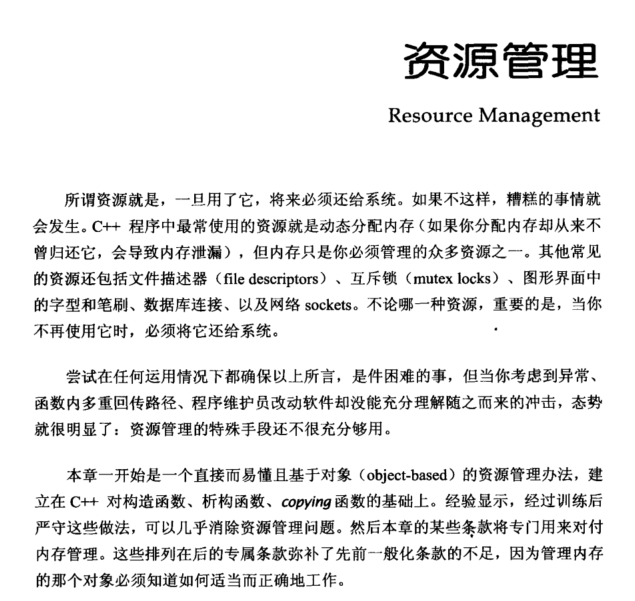 资源管理
Resource Management
所谓资源就是，一旦用了它，将来必须还给系统。如果不这样，糟糕的事情就
会发生。C++ 程序中最常使用的资源就是动态分配内存（如果你分配内存却从来不
曾归还它，会导致内存泄漏），但内存只是你必须管理的众多资源之一。其他常见
的资源还包括文件描述器（file descriptors）、互斥锁（mutex locks）、图形界面中
的字型和笔刷、数据库连接、以及网络 sockets。不论哪一种资源，重要的是，当你
不再使用它时，必须将它还给系统。
尝试在任何运用情况下都确保以上所言，是件困难的事，但当你考虑到异常、
函数内多重回传路径、程序维护员改动软件却没能充分理解随之而来的冲击，态势
就很明显了：资源管理的特殊手段还不很充分够用。
本章一开始是一个直接而易懂且基于对象（object-based）的资源管理办法，建
立在 C++ 对构造函数、析构函数、copying 函数的基础上。经验显示，经过训练后
严守这些做法，可以几乎消除资源管理问题。然后本章的某些条款将专门用来对付
内存管理。这些排列在后的专属条款弥补了先前一般化条款的不足，因为管理内存
的那个对象必须知道如何适当而正确地工作。